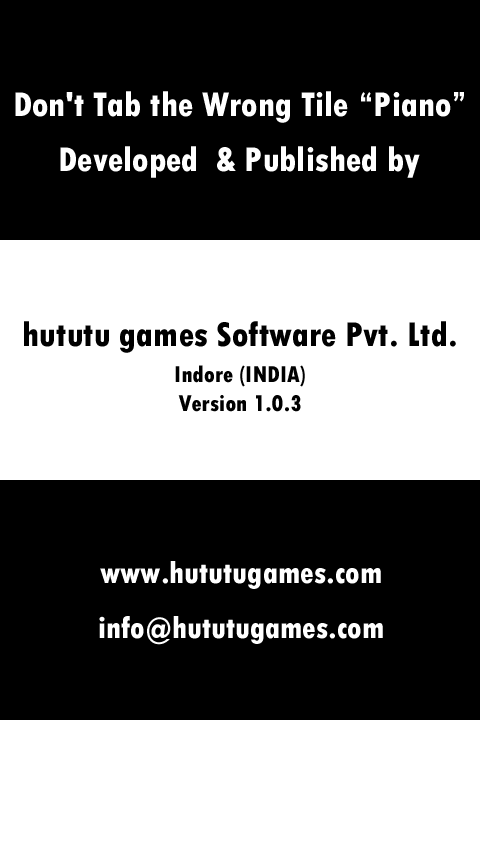 Don't Tab the Wrong Tile “Piano”
Developed & Published by
hututu games Software Pvt. Ltd.
Indore (INDIA)
Version 1.0.3
www.hututugames.com
info@hututugames.com